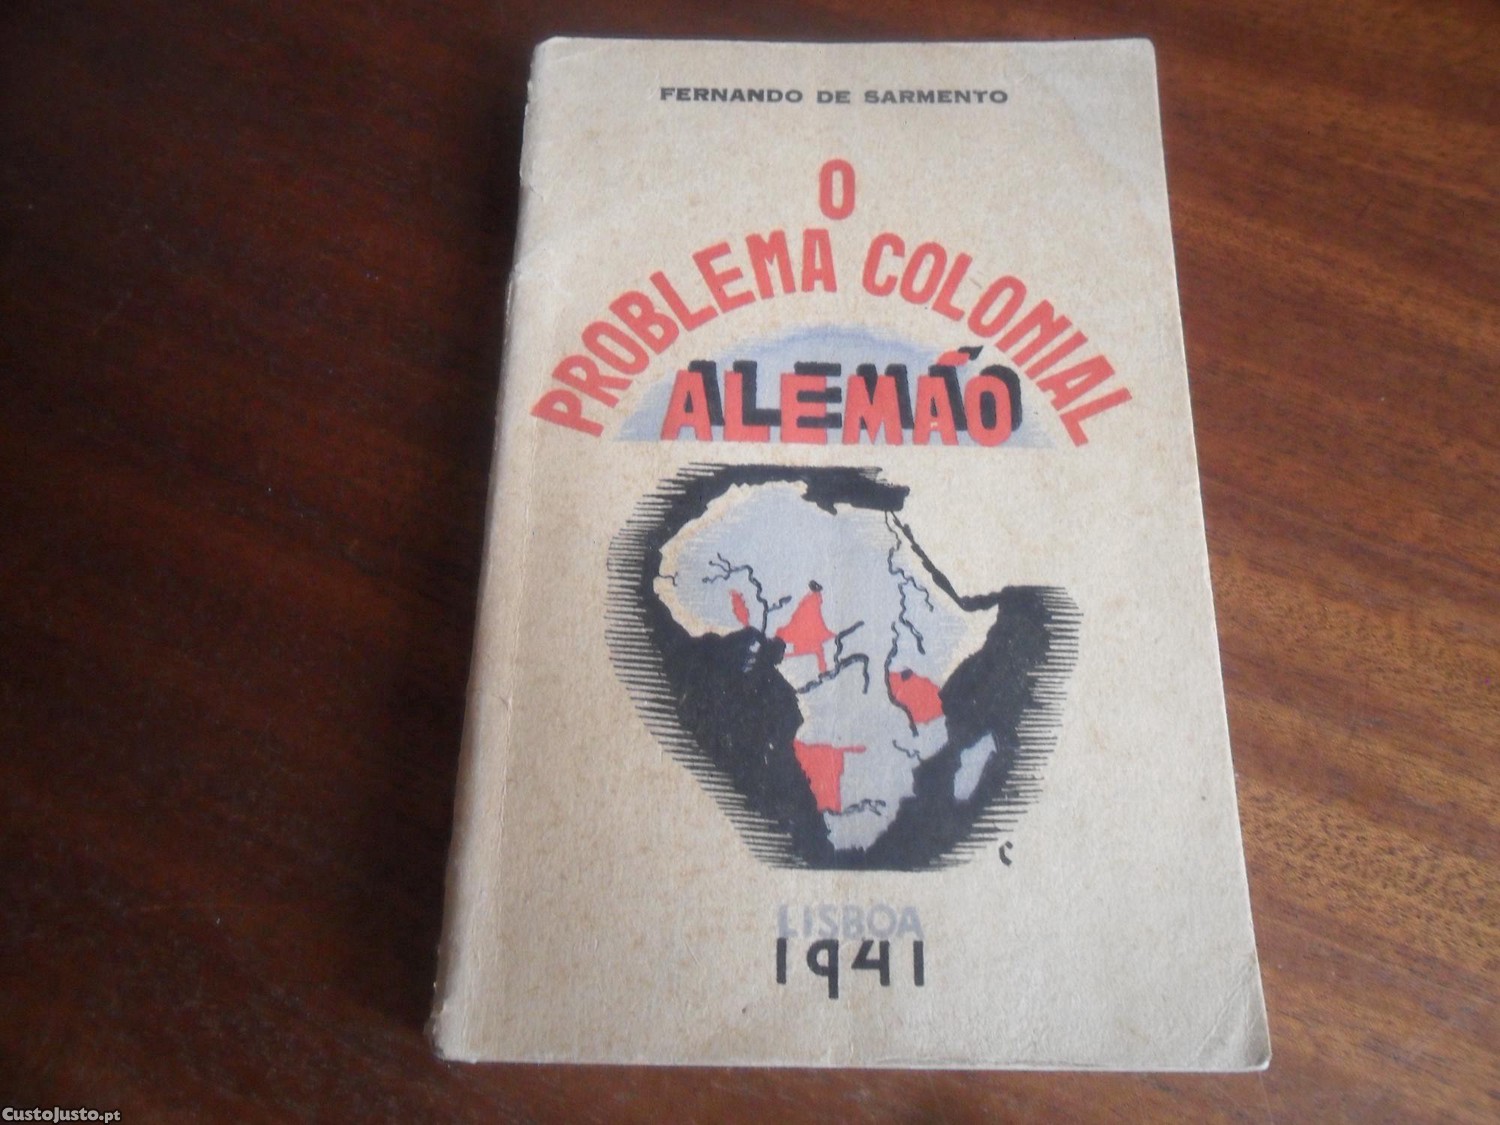 FERNANDO DE SARMENTO
O
PROBLEMA COLONIAL
ALEMÃO
C
LISBOA
1941
CustoJusto.pt